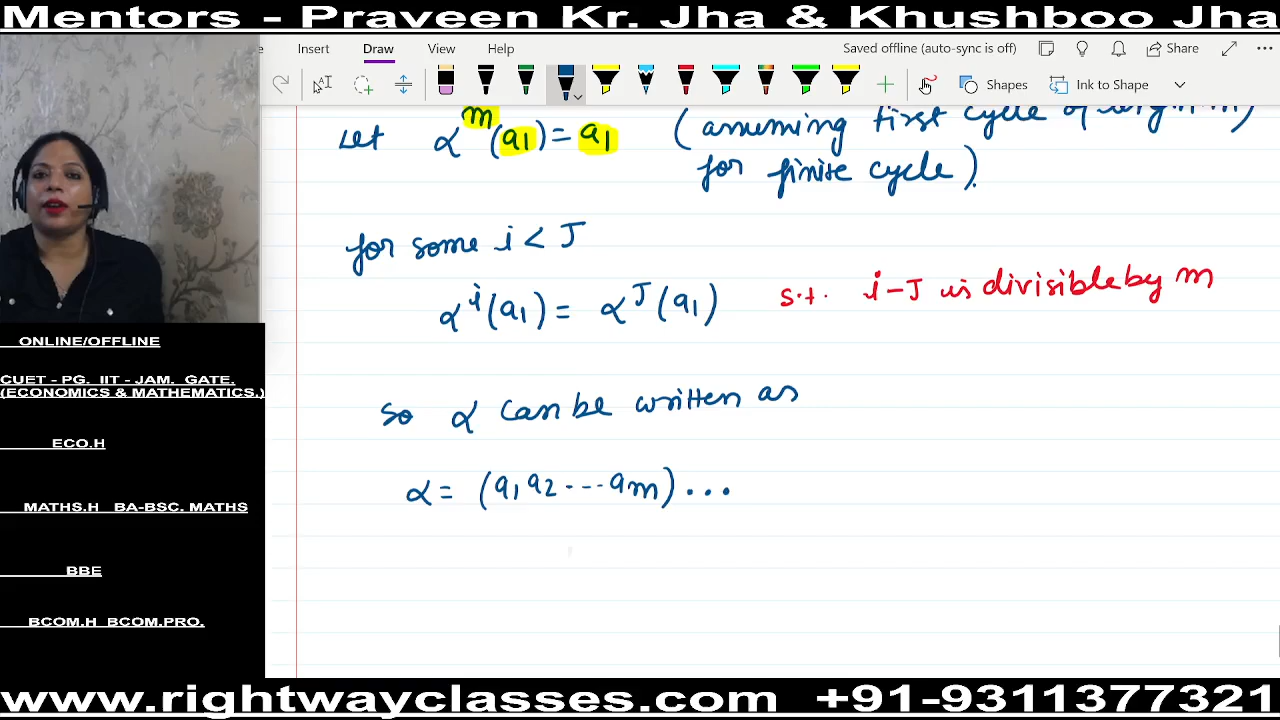 Mentors - Praveen Kr. Jha & Khushboo Jha
Insert Draw View Help
Saved offline (auto-sync is off) Share
Shapes Ink to Shape
Let α^m(a1) = a1 (assuming first cycle of length m
for finite cycle).
for some i < J
α^i(a1) = α^J(a1) s.t. i-J is divisible by m
So α can be written as
α = (a1 a2 ---- am)...
ONLINE/OFFLINE
CUET - PG. IIT - JAM. GATE.
(ECONOMICS & MATHEMATICS.)
ECO.H
MATHS.H BA-BSC. MATHS
BBE
BCOM.H BCOM.PRO.
www.rightwayclasses.com +91-9311377321